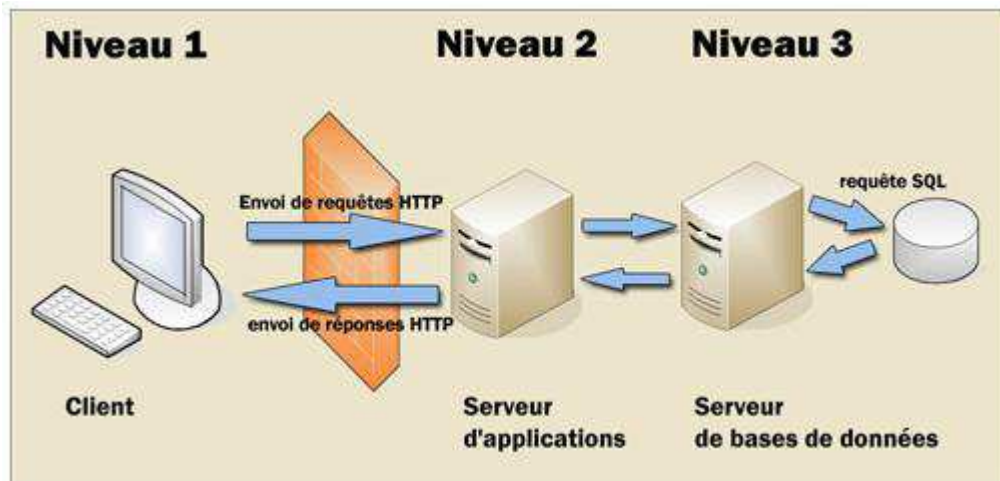 Niveau 1
Niveau 2
Niveau 3
requête SQL
Envoi de requêtes HTTP
envoi de réponses HTTP
Client
Serveur
d'applications
Serveur
de bases de données